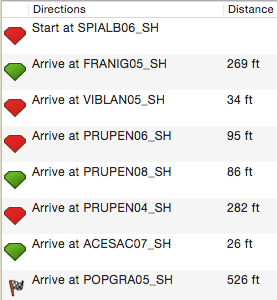 Directions Distance
Start at SPIALB06_SH
Arrive at FRANIG05_SH 269 ft
Arrive at VIBLAN05_SH 34 ft
Arrive at PRUPEN06_SH 95 ft
Arrive at PRUPEN08_SH 86 ft
Arrive at PRUPEN04_SH 282 ft
Arrive at ACESAC07_SH 26 ft
Arrive at POPGRA05_SH 526 ft